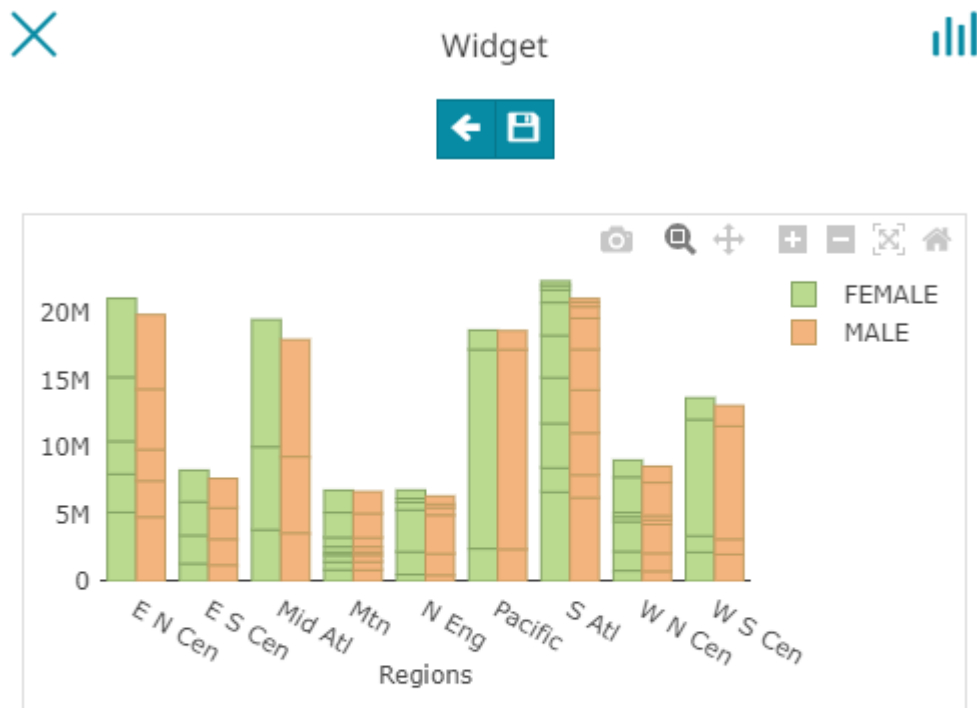 Widget
FEMALE
MALE
20M
15M
10M
5M
0
E N Cen
E S Cen
Mid Atl
Mtn
N Eng
Pacific
S Atl
W N Cen
W S Cen
Regions